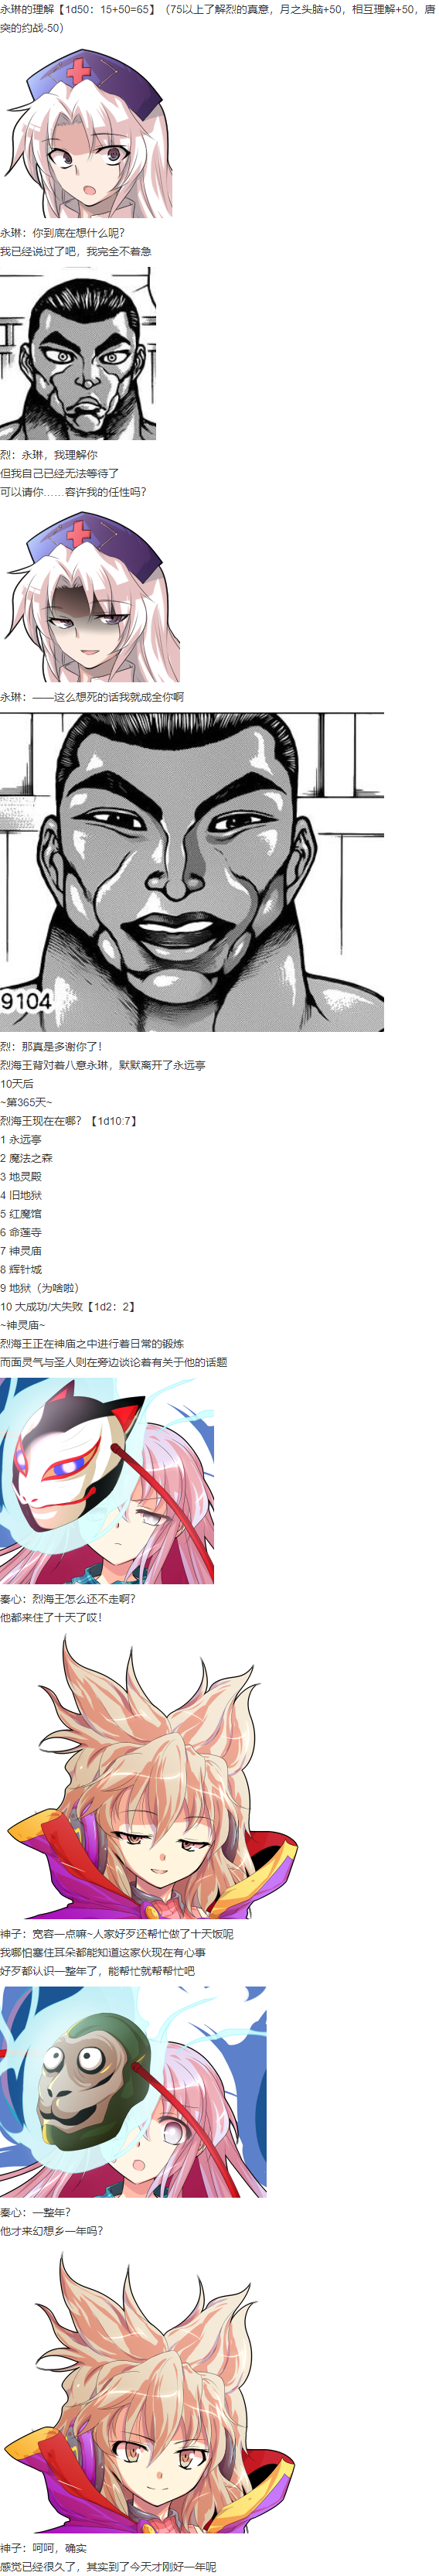 永琳的理解【1d50：15+50=65】（75以上了解烈的真意，月之头脑+50，相互理解+50，唐
突的约战-50）
永琳：你到底在想什么呢？
我已经说过了吧，我完全不着急
烈：永琳，我理解你
但我自己已经无法等待了
可以请你……容许我的任性吗？
永琳：——这么想死的话我就成全你啊
9104
烈：那真是多谢你了！
烈海王背对着八意永琳，默默离开了永远亭
10天后
~第365天~
烈海王现在在哪？【1d10:7】
1 永远亭
2 魔法之森
3 地灵殿
4 旧地狱
5 红魔馆
6 命莲寺
7 神灵庙
8 辉针城
9 地狱（为啥啦）
10 大成功/大失败【1d2：2】
~神灵庙~
烈海王正在神庙之中进行着日常的锻炼
而面灵气与圣人则在旁边谈论着有关于他的话题
秦心：烈海王怎么还不走啊？
他都来住了十天了哎！
神子：宽容一点嘛~人家好歹还帮忙做了十天饭呢
我哪怕塞住耳朵都能知道这家伙现在有心事
好歹都认识一整年了，能帮忙就帮帮忙吧
秦心：一整年？
他才来幻想乡一年吗？
神子：呵呵，确实
感觉已经很久了，其实到了今天才刚好一年呢